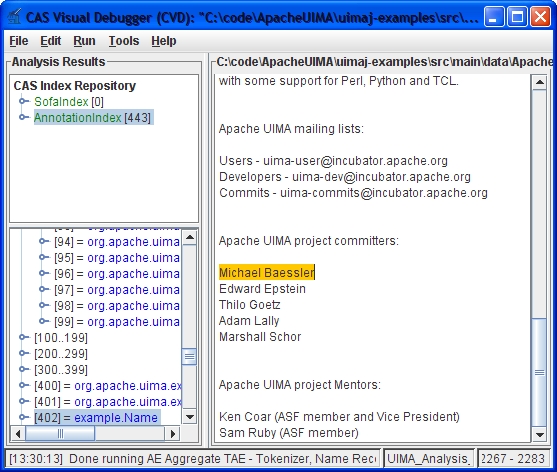 CAS Visual Debugger (CVD): "C:\code\ApacheUIMA\uimaj-examples\src\...
File Edit Run Tools Help
Analysis Results
CAS Index Repository
SofaIndex [0]
AnnotationIndex [443]
[94] = org.apache.uima
[95] = org.apache.uima
[96] = org.apache.uima
[97] = org.apache.uima
[98] = org.apache.uima
[99] = org.apache.uima
[100..199]
[200..299]
[300..399]
[400] = org.apache.uima.ex
[401] = org.apache.uima.ex
[402] = example.Name
C:\code\ApacheUIMA\uimaj-examples\src\main\data\Apache
with some support for Perl, Python and TCL.
Apache UIMA mailing lists:
Users - uima-user@incubator.apache.org
Developers - uima-dev@incubator.apache.org
Commits - uima-commits@incubator.apache.org
Apache UIMA project committers:
Michael Baessler
Edward Epstein
Thilo Goetz
Adam Lally
Marshall Schor
Apache UIMA project Mentors:
Ken Coar (ASF member and Vice President)
Sam Ruby (ASF member)
[13:30:13] Done running AE Aggregate TAE - Tokenizer, Name Reco
UIMA_Analysis_
2267 - 2283